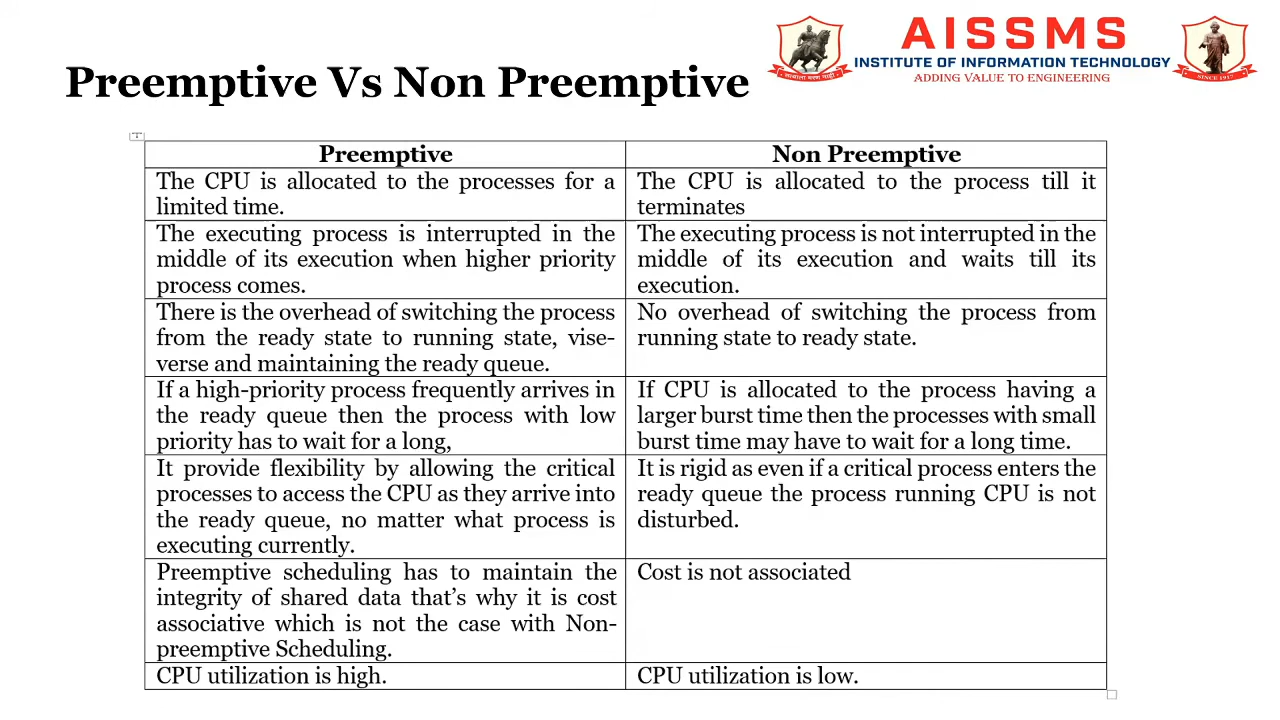 AISSMS
INSTITUTE OF INFORMATION TECHNOLOGY
ADDING VALUE TO ENGINEERING
SINCE 1917
Preemptive Vs Non Preemptive
Preemptive
Non Preemptive
The CPU is allocated to the processes for a
limited time.
The CPU is allocated to the process till it
terminates
The executing process is interrupted in the
middle of its execution when higher priority
process comes.
The executing process is not interrupted in the
middle of its execution and waits till its
execution.
There is the overhead of switching the process
from the ready state to running state, vise-
verse and maintaining the ready queue.
No overhead of switching the process from
running state to ready state.
If a high-priority process frequently arrives in
the ready queue then the process with low
priority has to wait for a long,
If CPU is allocated to the process having a
larger burst time then the processes with small
burst time may have to wait for a long time.
It provide flexibility by allowing the critical
processes to access the CPU as they arrive into
the ready queue, no matter what process is
executing currently.
It is rigid as even if a critical process enters the
ready queue the process running CPU is not
disturbed.
Preemptive scheduling has to maintain the
integrity of shared data that’s why it is cost
associative which is not the case with Non-
preemptive Scheduling.
Cost is not associated
CPU utilization is high.
CPU utilization is low.